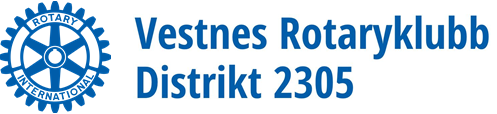 ROTARY
INTERNATIONAL
Vestnes Rotaryklubb
Distrikt 2305